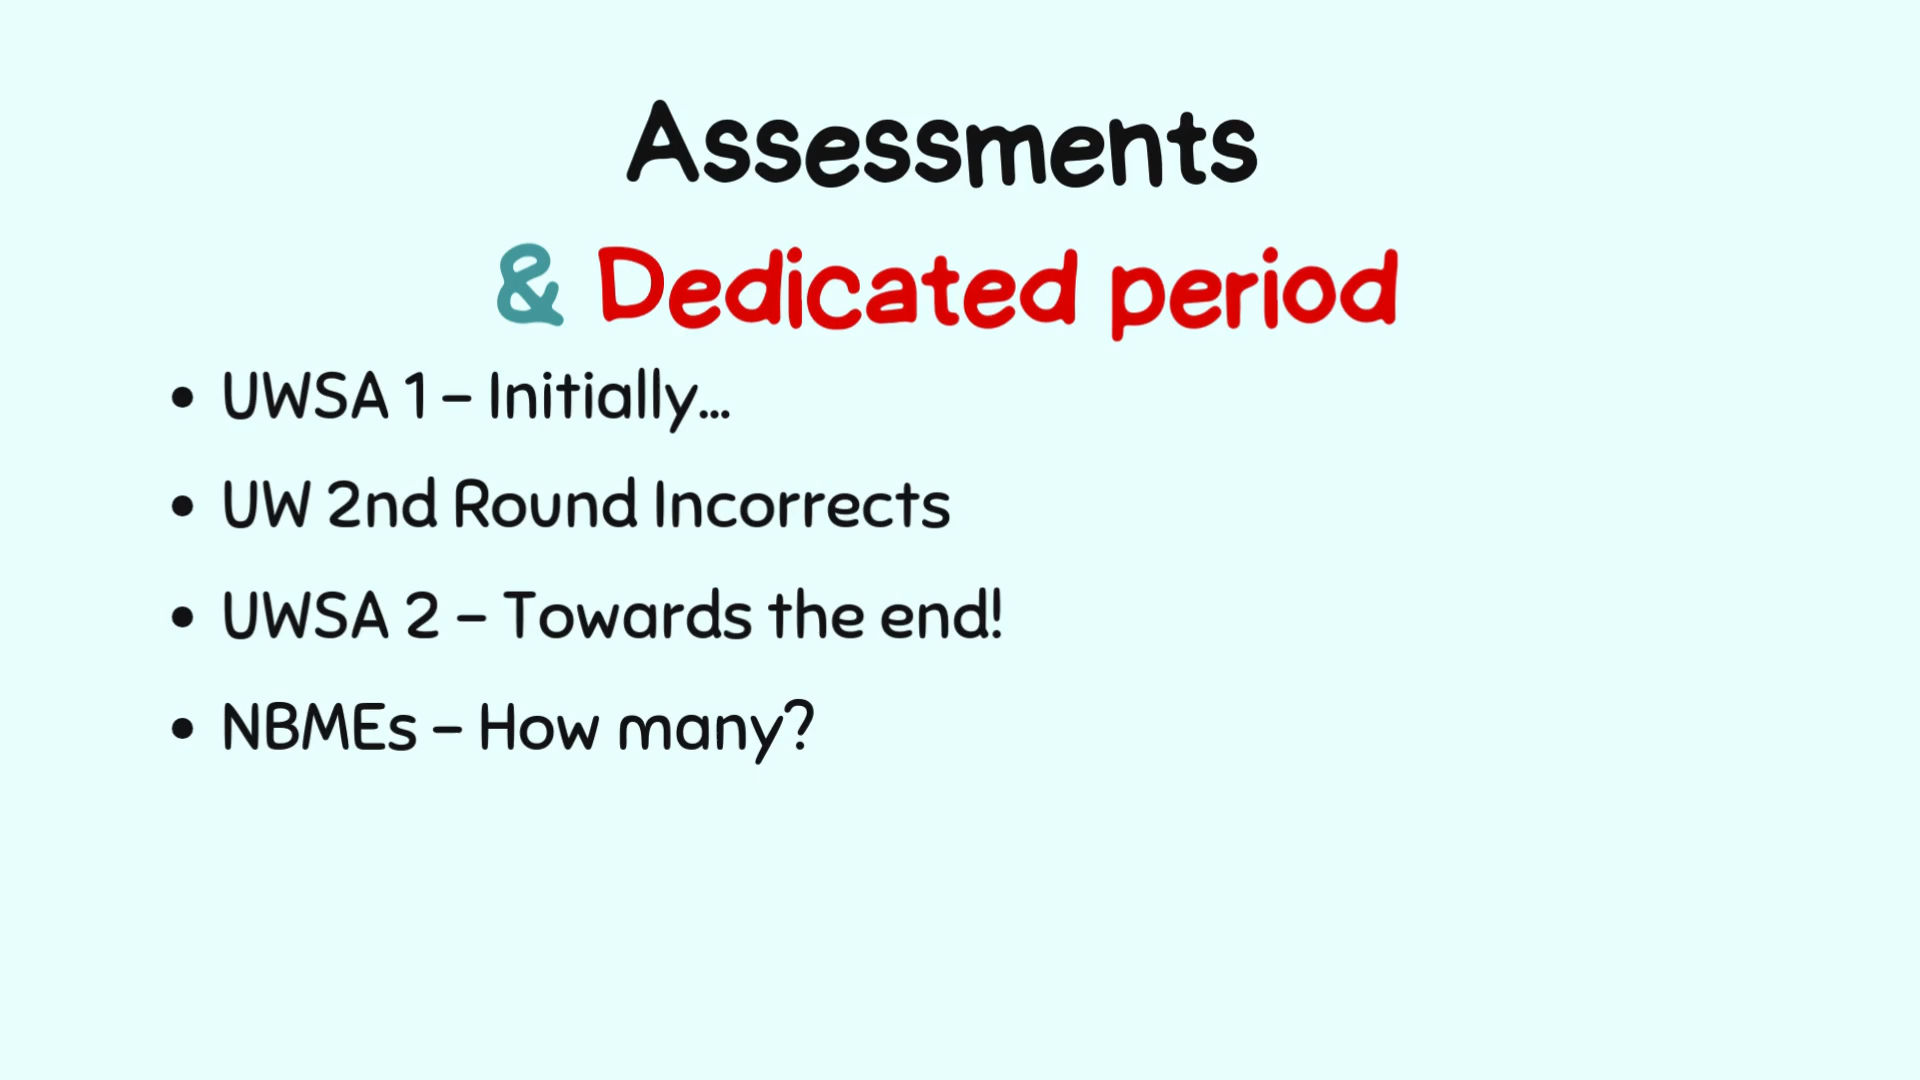 Assessments
& Dedicated period
• UWSA 1 – Initially...
• UW 2nd Round Incorrects
• UWSA 2 – Towards the end!
• NBMEs – How many?